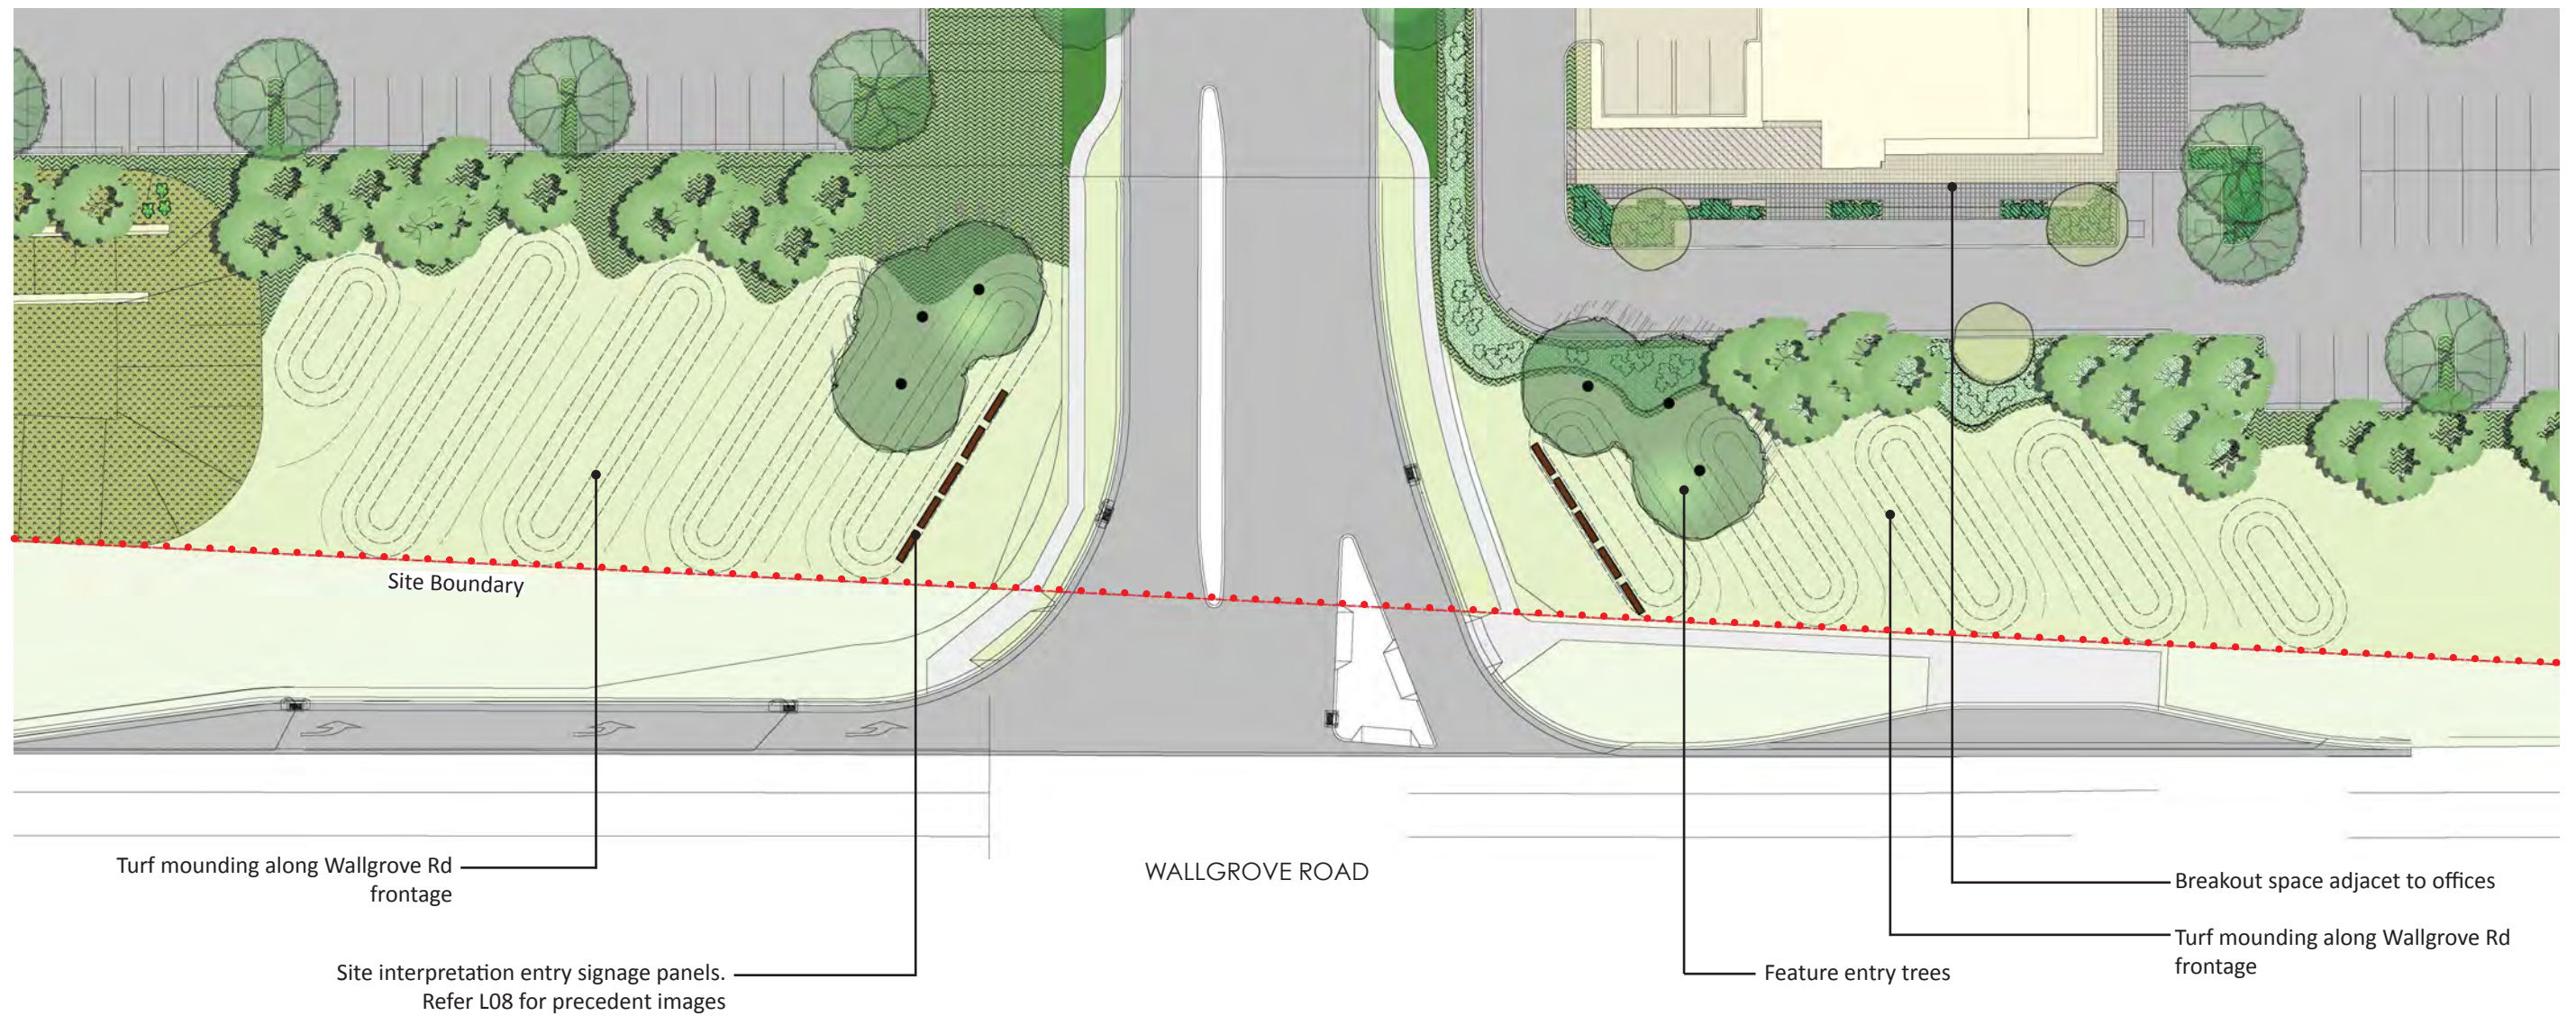 Site Boundary
Turf mounding along Wallgrove Rd
frontage
WALLGROVE ROAD
Breakout space adjacet to offices
Turf mounding along Wallgrove Rd
frontage
Site interpretation entry signage panels.
Refer L08 for precedent images
Feature entry trees